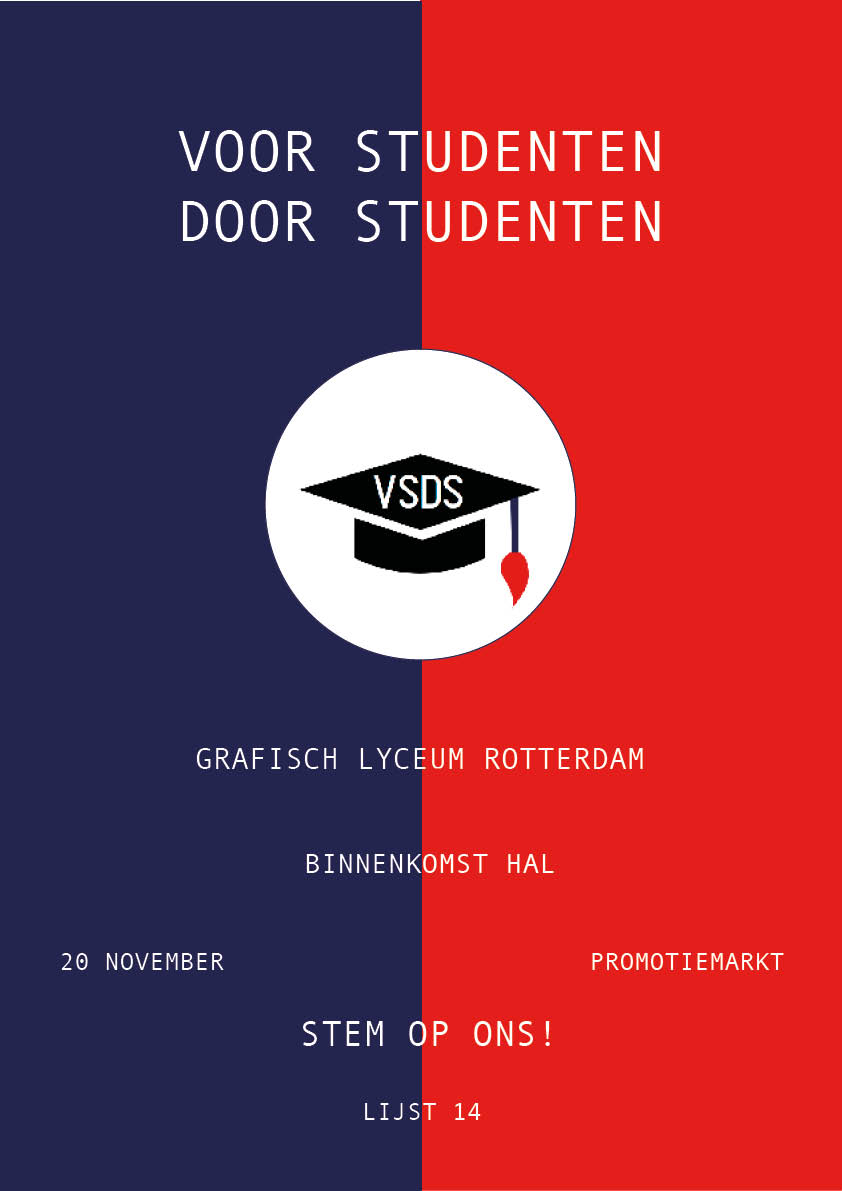 VOOR STUDENTEN
DOOR STUDENTEN
VSDS
GRAFISCH LYCEUM ROTTERDAM
BINNENKOMST HAL
20 NOVEMBER
PROMOTIEMARKT
STEM OP ONS!
LIJST 14